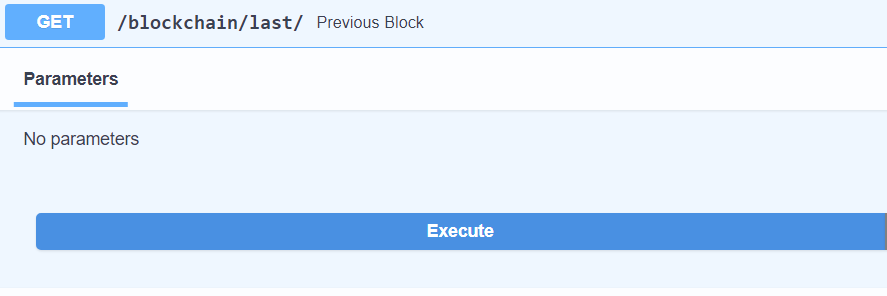 GET /blockchain/last/ Previous Block
Parameters
No parameters
Execute